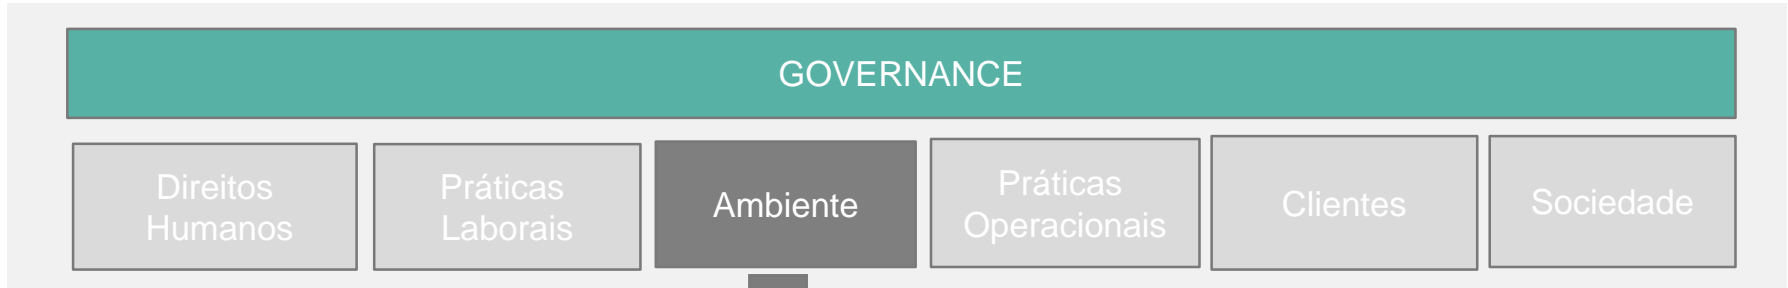 GOVERNANCE
Direitos
Humanos
Práticas
Laborais
Ambiente
Práticas
Operacionais
Clientes
Sociedade